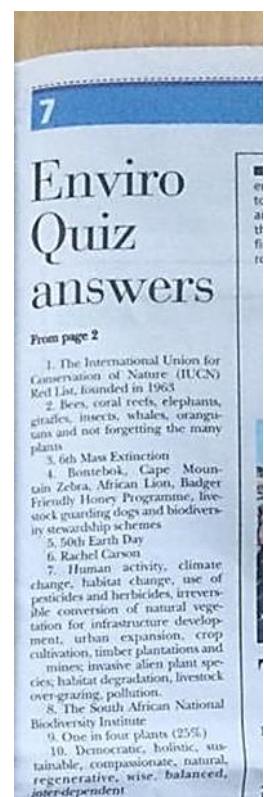 7
Enviro
Quiz
answers
From page 2
1. The International Union for
Conservation of Nature (IUCN)
Red List, founded in 1963
2. Bees, coral reefs, elephants,
giraffes, insects, whales, orangu-
tans and not forgetting the many
plants
3. 6th Mass Extinction
4. Bontebok, Cape Moun-
tain Zebra, African Lion, Badger
Friendly Honey Programme, live-
stock guarding dogs and biodivers-
ity stewardship schemes
5. 50th Earth Day
6. Rachel Carson
7. Human activity, climate
change, habitat change, use of
pesticides and herbicides, irrevers-
ible conversion of natural vege-
tation for infrastructure develop-
ment, urban expansion, crop
cultivation, timber plantations and
mines; invasive alien plant spe-
cies; habitat degradation, livestock
over-grazing, pollution.
8. The South African National
Biodiversity Institute
9. One in four plants (25%)
10. Democratic, holistic, sus-
tainable, compassionate, natural,
regenerative, wise, balanced,
inter-dependent